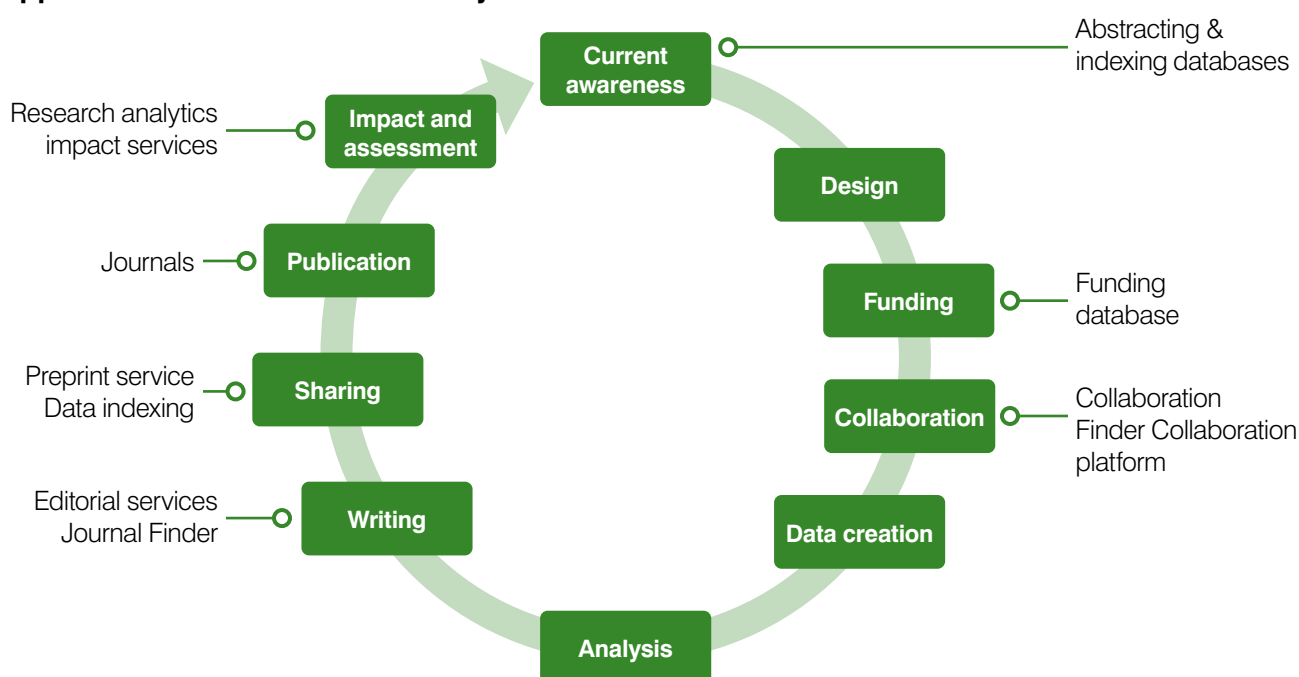 Current
awareness
Abstracting &
indexing databases
Design
Funding
Funding
database
Collaboration
Collaboration
Finder Collaboration
platform
Data creation
Analysis
Writing
Editorial services
Journal Finder
Sharing
Preprint service
Data indexing
Publication
Journals
Impact and
assessment
Research analytics
impact services